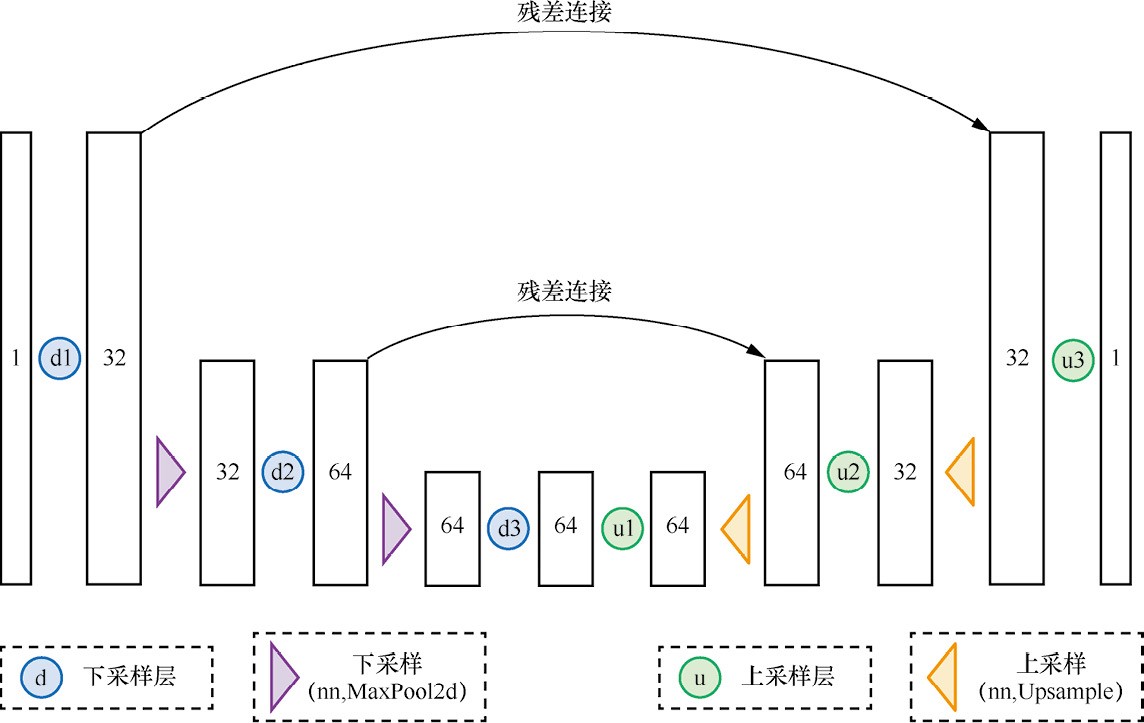 残差连接
残差连接
1
d1
32
32
d2
64
64
d3
64
u1
64
64
u2
32
32
u3
1
d
下采样层
下采样
(nn,MaxPool2d)
u
上采样层
上采样
(nn,Upsample)